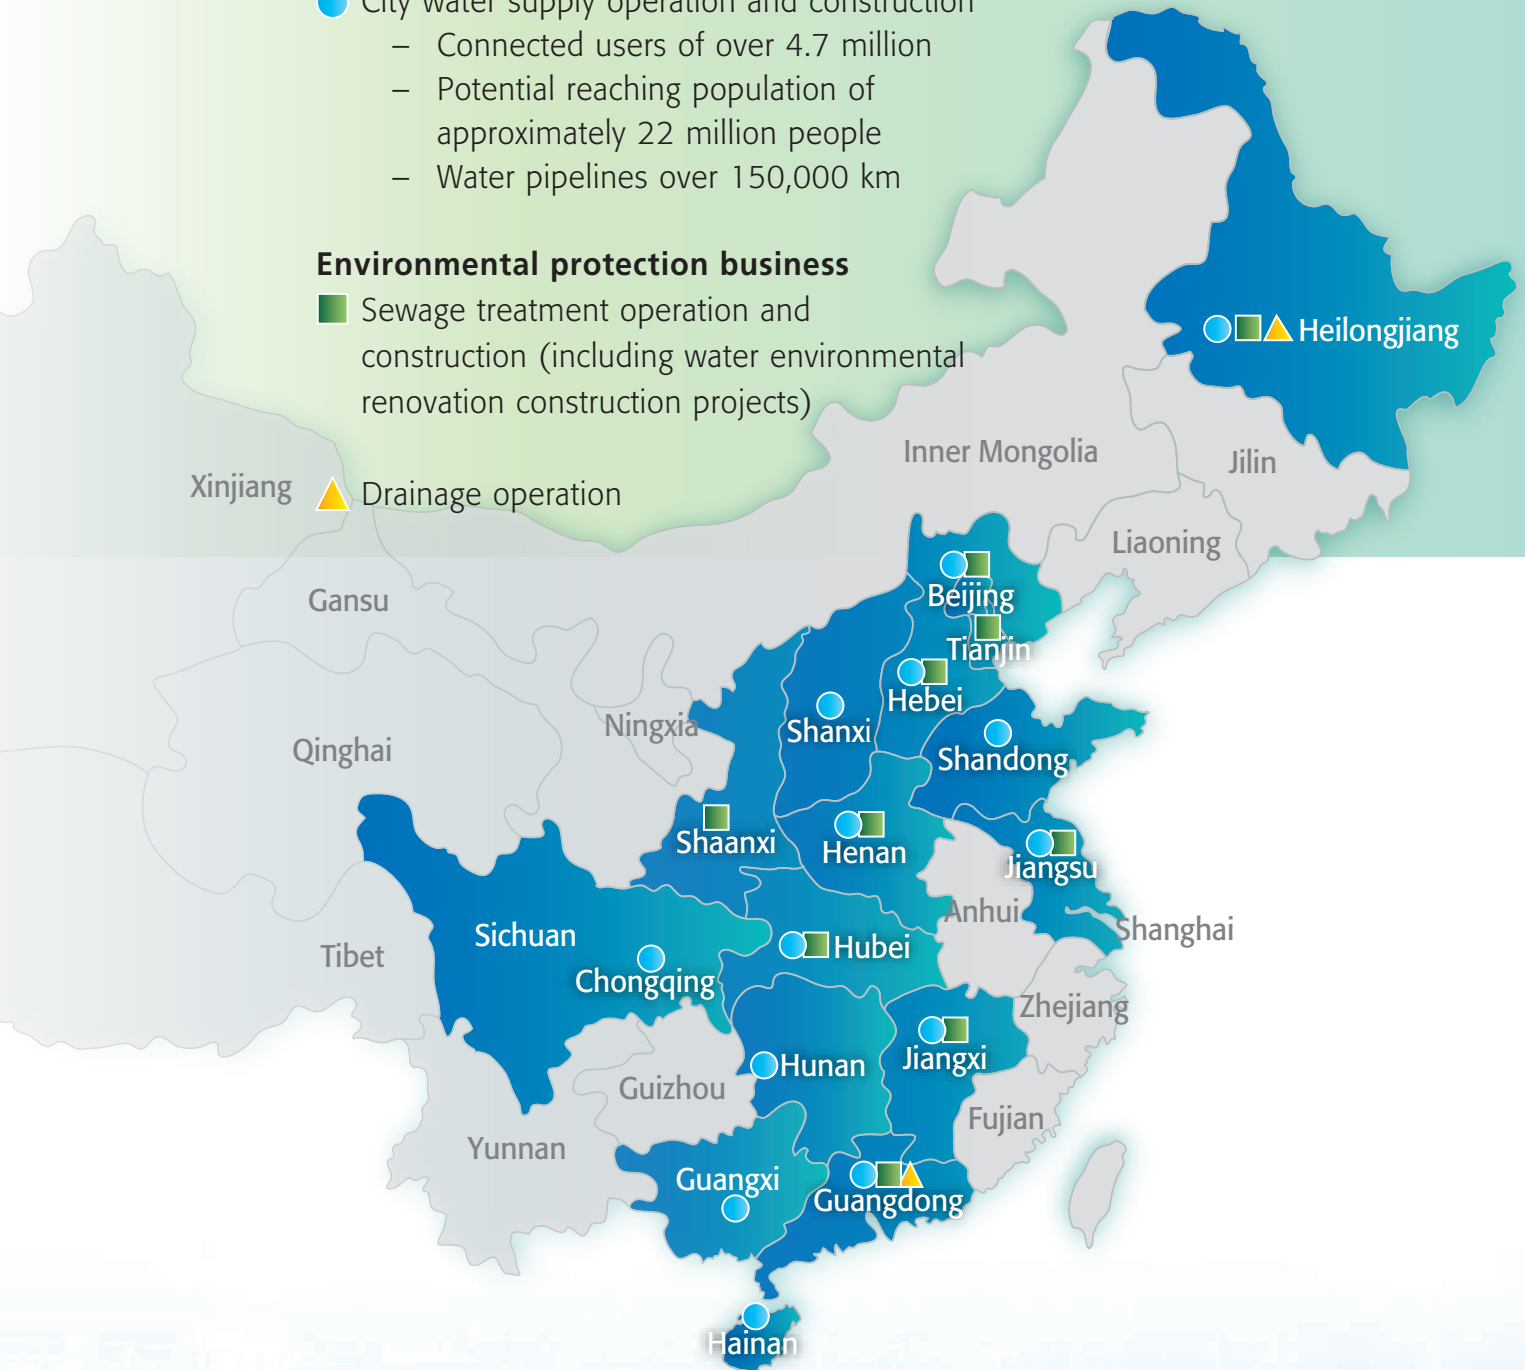 City water supply operation and construction
– Connected users of over 4.7 million
– Potential reaching population of
approximately 22 million people
– Water pipelines over 150,000 km
Environmental protection business
Sewage treatment operation and
construction (including water environmental
renovation construction projects)
Drainage operation
Heilongjiang
Inner Mongolia
Jilin
Xinjiang
Liaoning
Gansu
Beijing
Tianjin
Hebei
Ningxia
Shanxi
Qinghai
Shandong
Shaanxi
Henan
Jiangsu
Anhui
Shanghai
Sichuan
Hubei
Tibet
Chongqing
Zhejiang
Jiangxi
Hunan
Guizhou
Fujian
Yunnan
Guangxi
Guangdong
Hainan